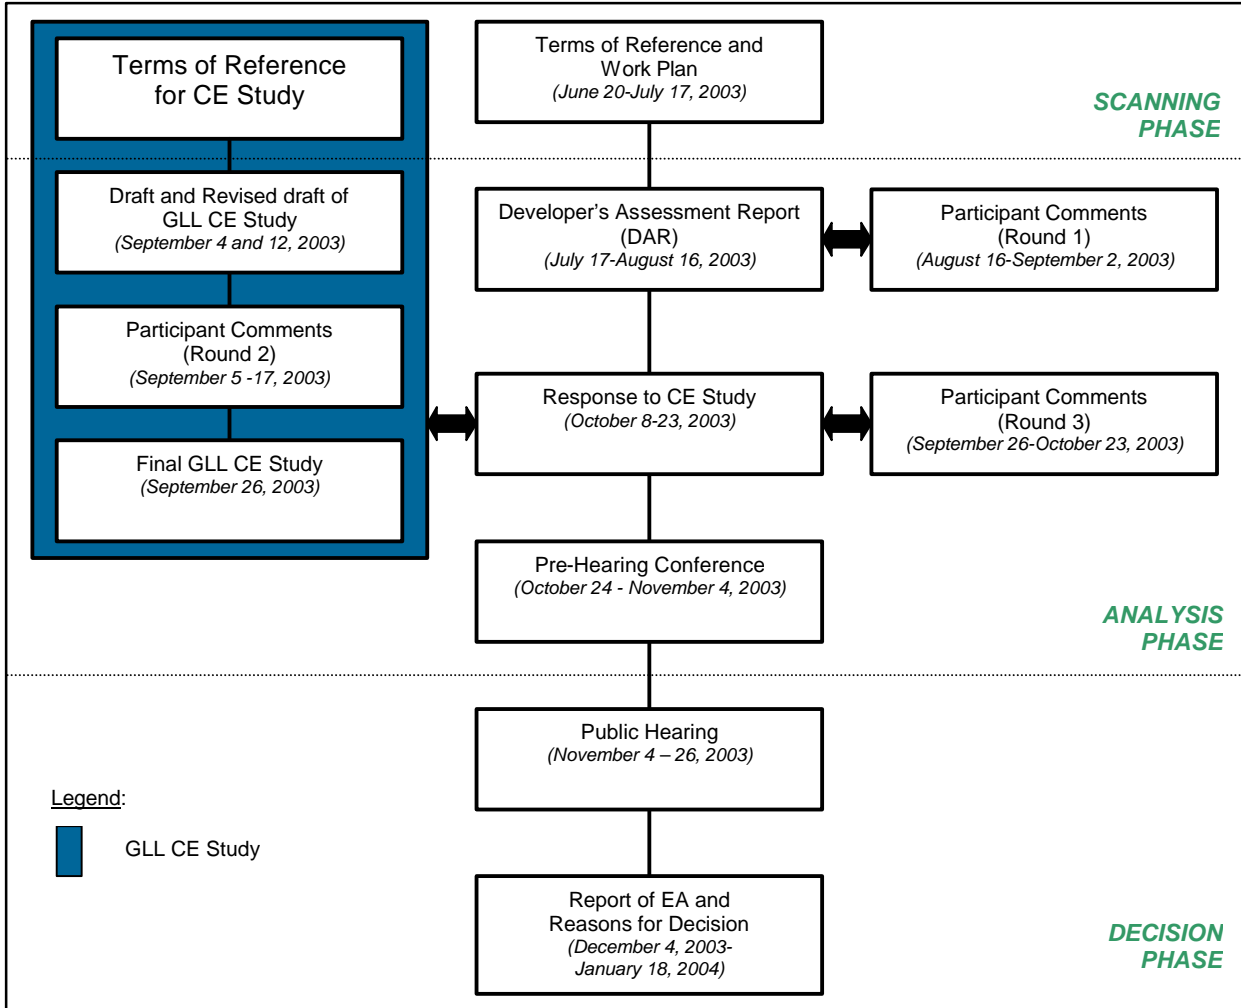 Terms of Reference
for CE Study
Terms of Reference and
Work Plan
(June 20-July 17, 2003)
SCANNING
PHASE
Draft and Revised draft of
GLL CE Study
(September 4 and 12, 2003)
Developer’s Assessment Report
(DAR)
(July 17-August 16, 2003)
Participant Comments
(Round 1)
(August 16-September 2, 2003)
Participant Comments
(Round 2)
(September 5 -17, 2003)
Response to CE Study
(October 8-23, 2003)
Participant Comments
(Round 3)
(September 26-October 23, 2003)
Final GLL CE Study
(September 26, 2003)
Pre-Hearing Conference
(October 24 - November 4, 2003)
ANALYSIS
PHASE
Public Hearing
(November 4 – 26, 2003)
Legend:
GLL CE Study
Report of EA and
Reasons for Decision
(December 4, 2003-
January 18, 2004)
DECISION
PHASE